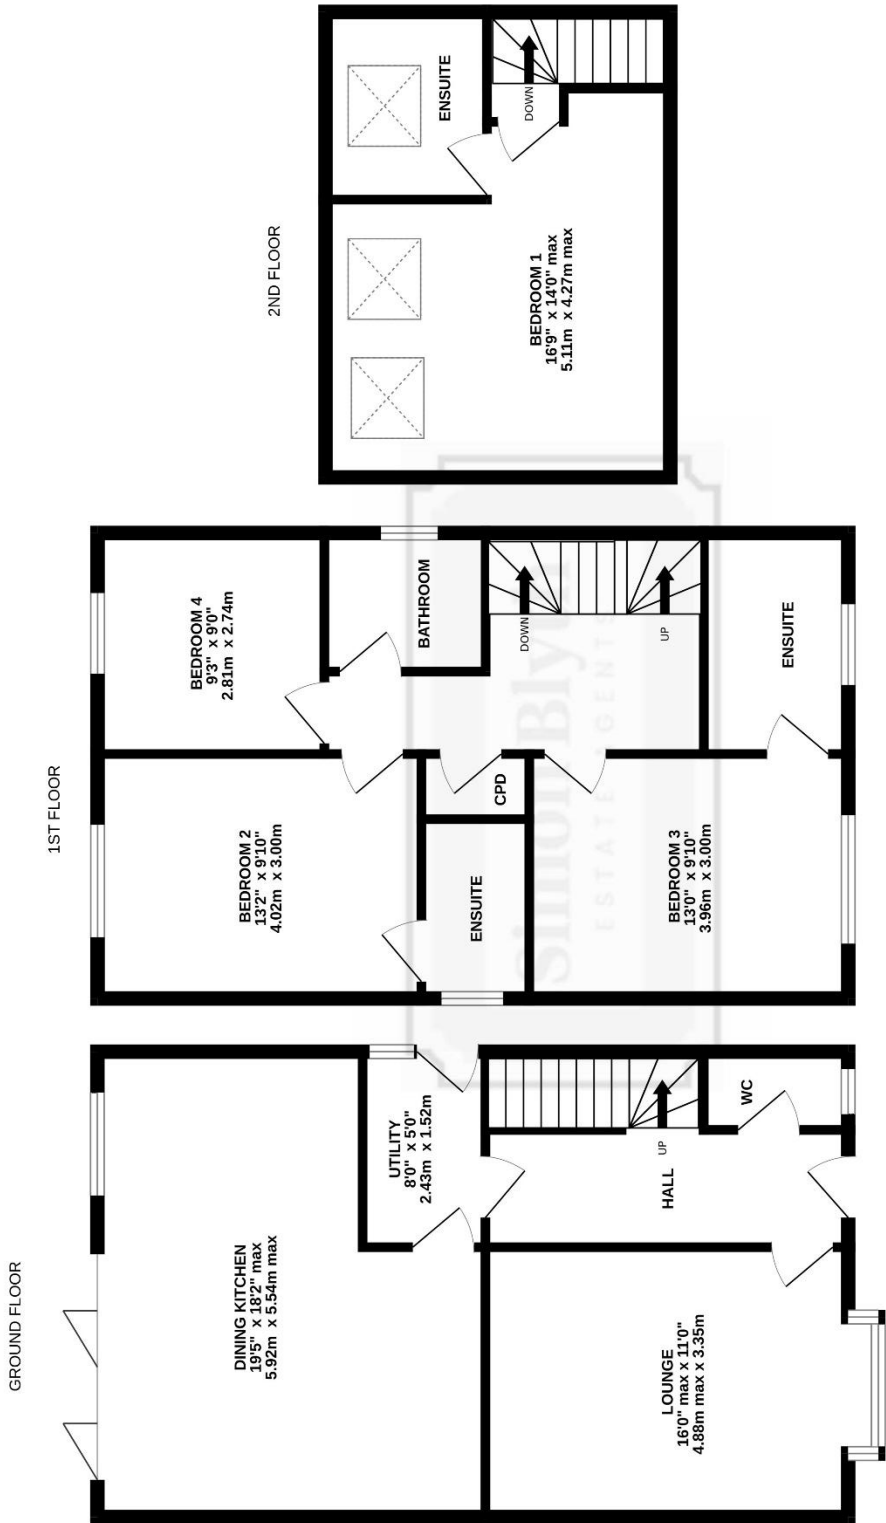 GROUND FLOOR
DINING KITCHEN
19'5" x 18'2" max
5.92m x 5.54m max
UTILITY
8'0" x 5'0"
2.43m x 1.52m
LOUNGE
16'0" max x 11'0"
4.88m max x 3.35m
HALL
UP
WC
1ST FLOOR
BEDROOM 2
13'2" x 9'10"
4.02m x 3.00m
BEDROOM 4
9'3" x 9'0"
2.81m x 2.74m
BATHROOM
ENSUITE
CPD
DOWN
UP
BEDROOM 3
13'0" x 9'10"
3.96m x 3.00m
ENSUITE
2ND FLOOR
ENSUITE
DOWN
BEDROOM 1
16'9" x 14'0" max
5.11m x 4.27m max
Simon Blyth
ESTATE AGENTS